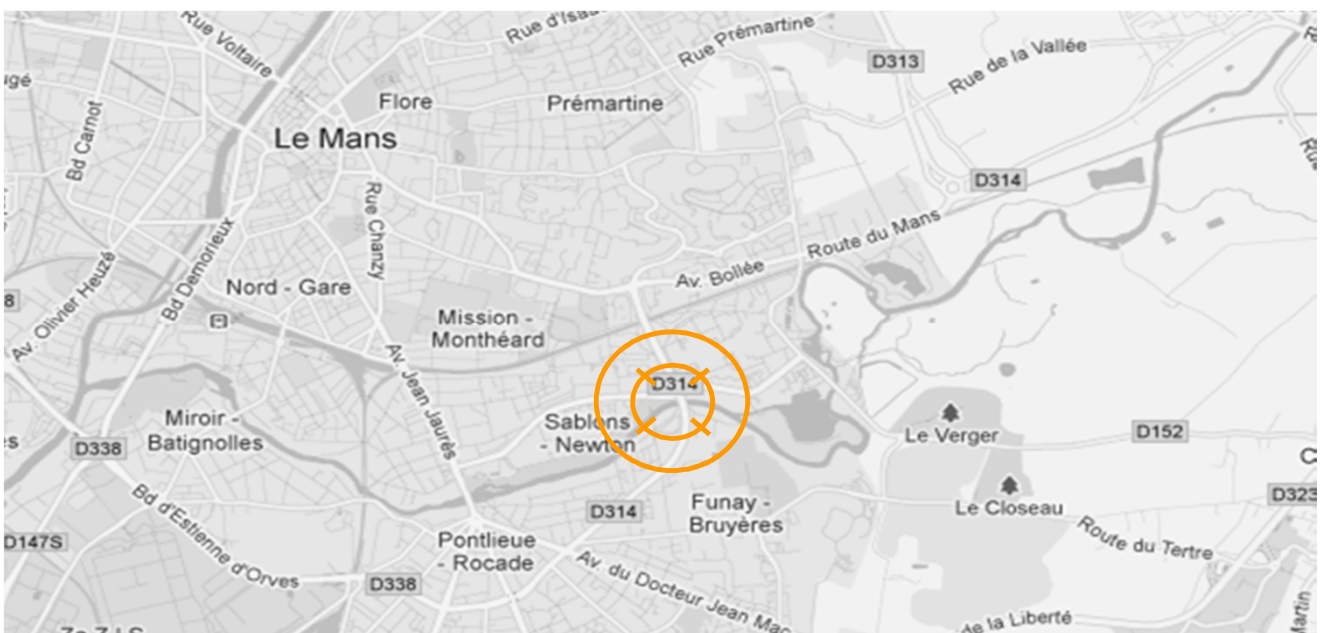 Rue Voltaire
Rue Prémartine
D313
Rue de la Vallée
Flore
Prémartine
Le Mans
Bd Carnot
D314
Rue Chanzy
Route du Mans
Bd Demorieux
Av. Olivier Heuzé
Nord - Gare
Av. Bollée
Mission -
Monthéard
Av. Jean Jaurès
D314
Miroir -
Batignolles
Sablons
- Newton
Le Verger
D152
D338
Bd d'Estienne d'Orves
D314
Funay -
Bruyères
Le Closeau
D323
D147S
Pontlieue
- Rocade
Route du Tertre
D338
Av. du Docteur Jean Mac
de la Liberté